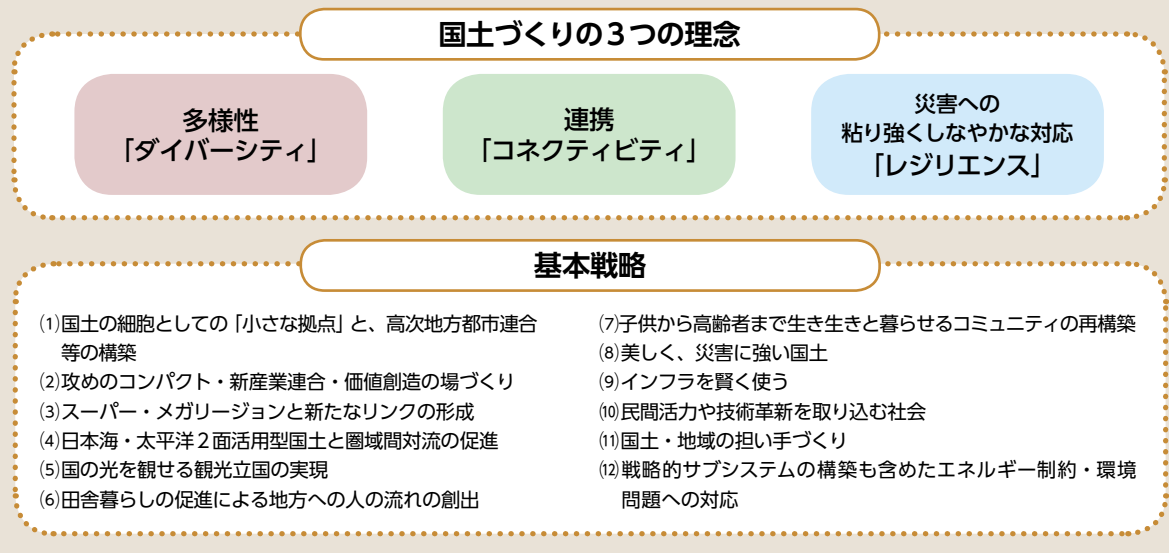 国土づくりの3つの理念
多様性
「ダイバーシティ」
連携
「コネクティビティ」
災害への
粘り強くしなやかな対応
「レジリエンス」
基本戦略
⑴国土の細胞としての「小さな拠点」と、高次地方都市連合
等の構築
⑵攻めのコンパクト・新産業連合・価値創造の場づくり
⑶スーパー・メガリージョンと新たなリンクの形成
⑷日本海・太平洋2面活用型国土と圏域間対流の促進
⑸国の光を観せる観光立国の実現
⑹田舎暮らしの促進による地方への人の流れの創出
⑺子供から高齢者まで生き生きと暮らせるコミュニティの再構築
⑻美しく、災害に強い国土
⑼インフラを賢く使う
⑽民間活力や技術革新を取り込む社会
⑾国土・地域の担い手づくり
⑿戦略的サブシステムの構築も含めたエネルギー制約・環境
問題への対応